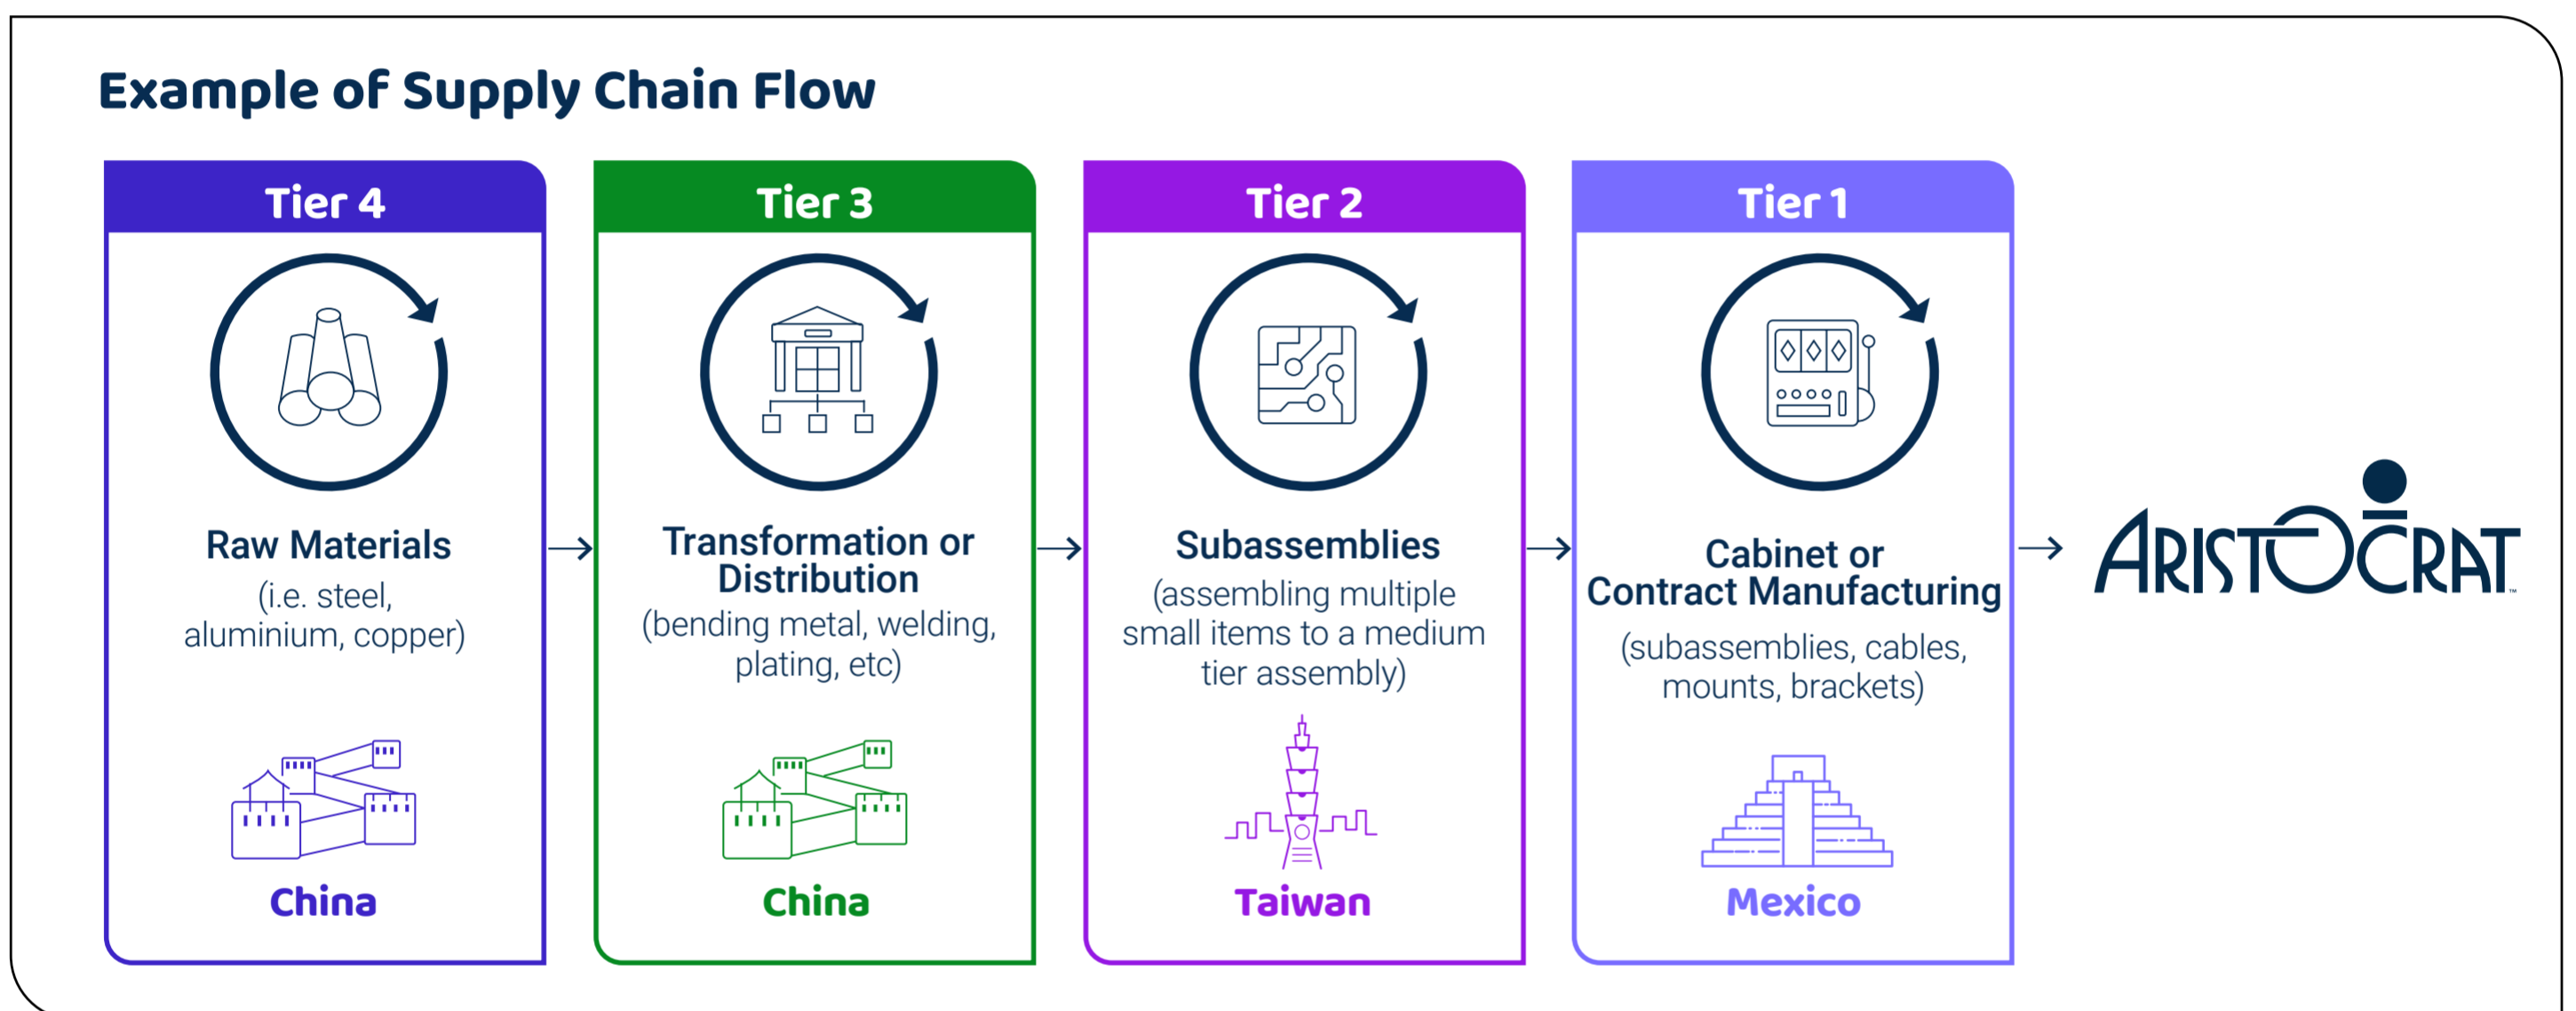 Example of Supply Chain Flow
Tier 4
Raw Materials
(i.e. steel,
aluminium, copper)
China
Tier 3
Transformation or
Distribution
(bending metal, welding,
plating, etc)
China
Tier 2
Subassemblies
(assembling multiple
small items to a medium
tier assembly)
Taiwan
Tier 1
Cabinet or
Contract Manufacturing
(subassemblies, cables,
mounts, brackets)
Mexico
ARISTOCRAT™